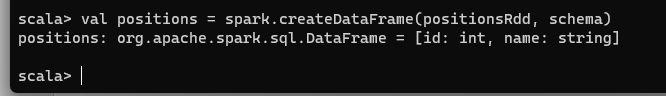 scala> val positions = spark.createDataFrame(positionsRdd, schema)
positions: org.apache.spark.sql.DataFrame = [id: int, name: string]
scala>